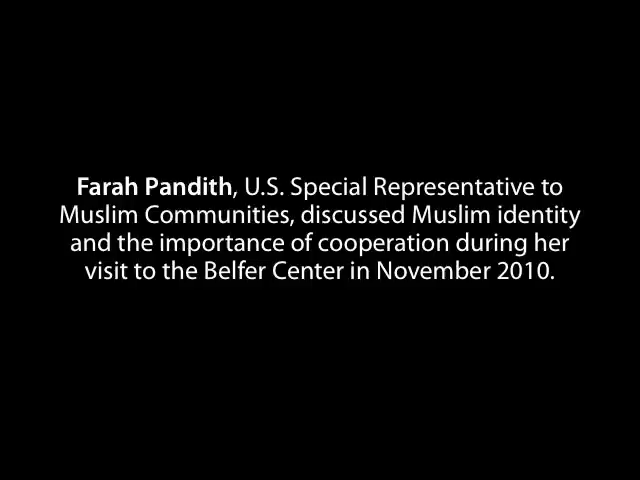 Farah Pandith, U.S. Special Representative to
Muslim Communities, discussed Muslim identity
and the importance of cooperation during her
visit to the Belfer Center in November 2010.